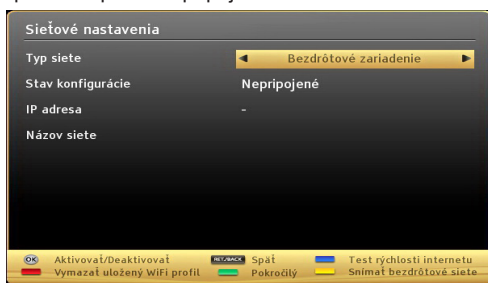 Sieťové nastavenia
Typ siete Bezdrôtové zariadenie
Stav konfigurácie Nepripojené
IP adresa -
Názov siete
OK Aktivovať/Deaktivovať RET/BACK Späť Test rýchlosti internetu
Vymazať uložený WiFi profil Pokročilý Snímať bezdrôtové siete